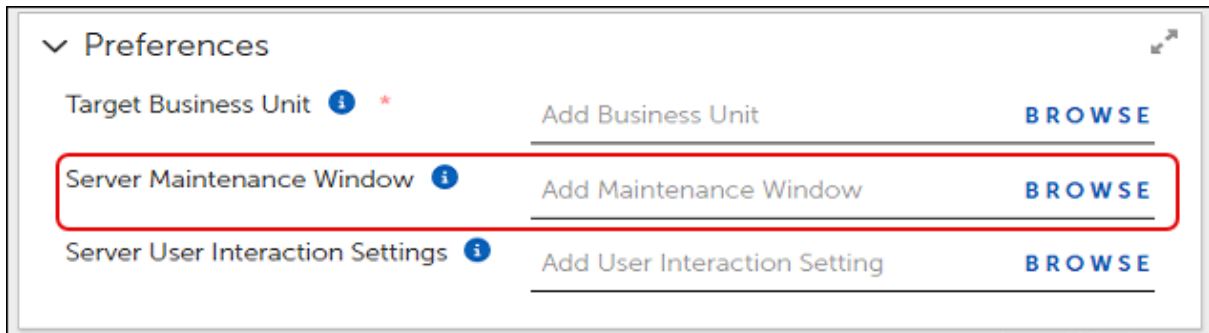 Preferences
Target Business Unit * Add Business Unit BROWSE
Server Maintenance Window Add Maintenance Window BROWSE
Server User Interaction Settings Add User Interaction Setting BROWSE